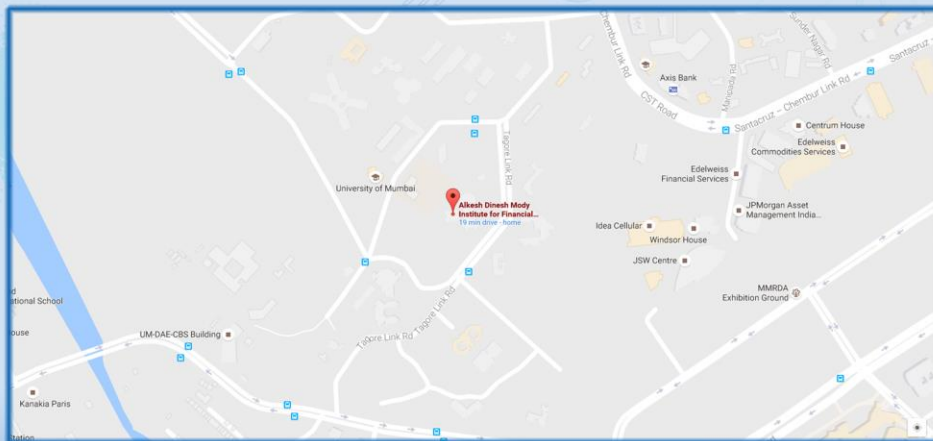 Chembur Link Rd
Sunder Nagar Rd
Santacruz
Axis Bank
CST Road
Manipada Rd
Santacruz - Chembur Link Rd
Centrum House
Edelweiss
Commodities Services
Tagore Link Rd
Edelweiss
Financial Services
University of Mumbai
Alkesh Dinesh Mody
Institute for Financial...
19 min drive - home
JPMorgan Asset
Management India...
Idea Cellular
Windsor House
JSW Centre
MMRDA
Exhibition Ground
ational School
Tagore Link Rd
Tagore Link Rd
UM-DAE-CBS Building
ouse
Kanakia Paris
tation